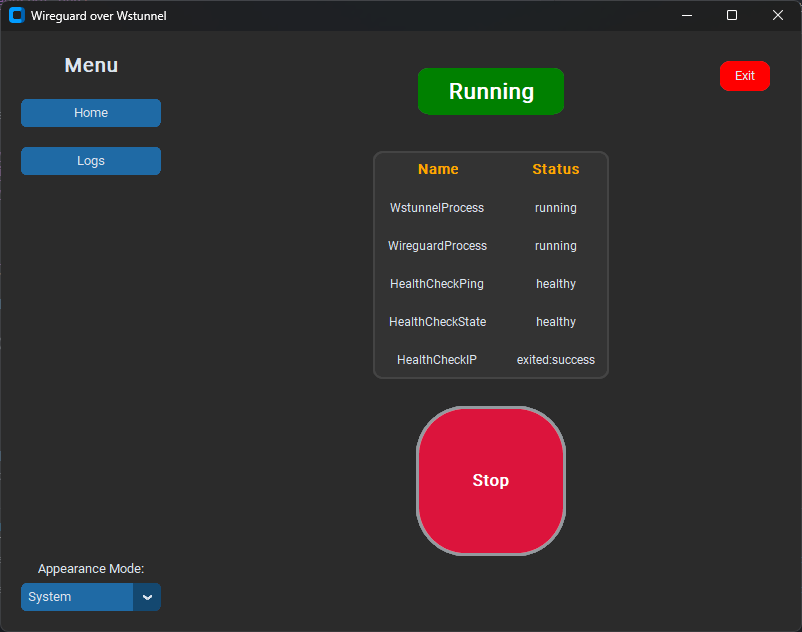 Wireguard over Wstunnel
Menu
Home
Logs
Running
Exit
Name Status
WstunnelProcess running
WireguardProcess running
HealthCheckPing healthy
HealthCheckState healthy
HealthCheckIP exited:success
Stop
Appearance Mode:
System